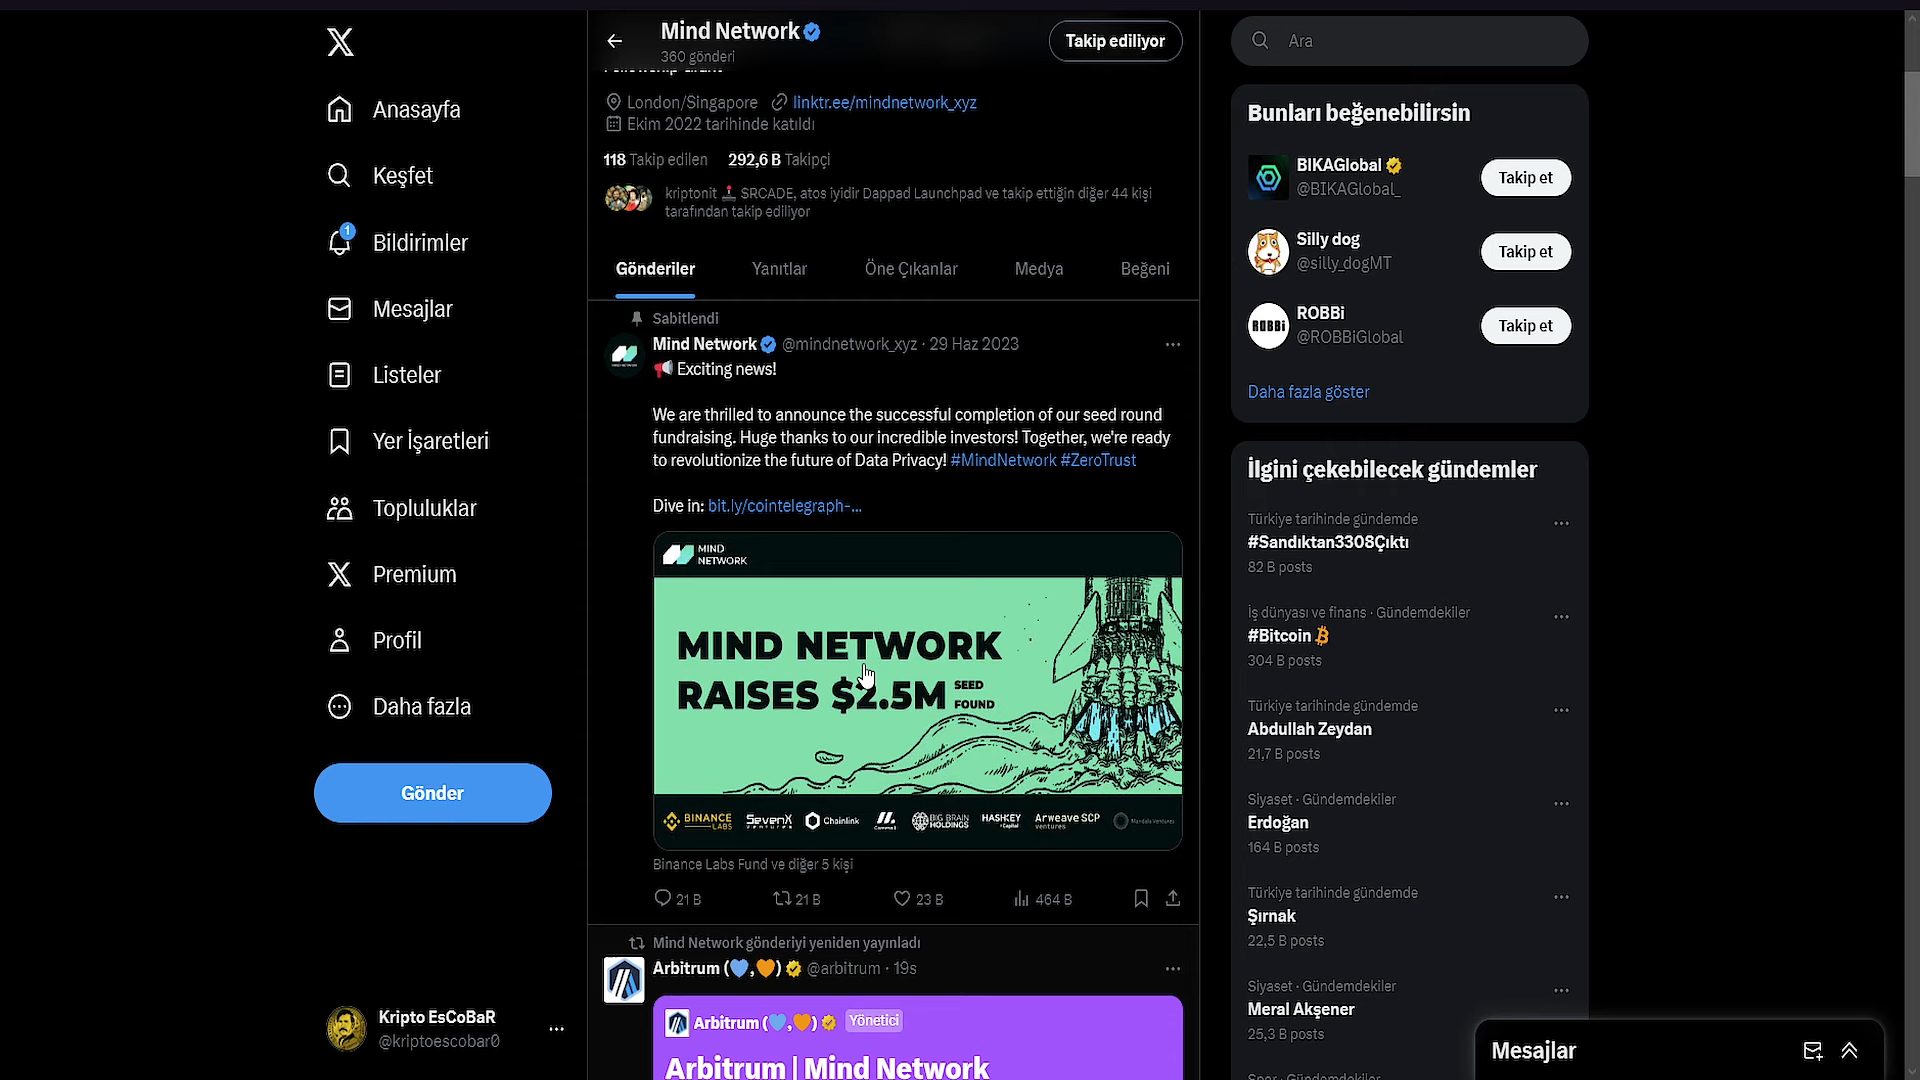 Anasayfa
Keşfet
1
Bildirimler
Mesajlar
Listeler
Yer İşaretleri
Topluluklar
Premium
Profil
Daha fazla
Gönder
Kripto EsCoBaR
@kriptoescobar0
Mind Network
360 gönderi
Takip ediliyor
London/Singapore linktr.ee/mindnetwork_xyz
Ekim 2022 tarihinde katıldı
118 Takip edilen 292,6 B Takipçi
kriptonit $RCADE, atos iyidir Dappad Launchpad ve takip ettiğin diğer 44 kişi
tarafından takip ediliyor
Gönderiler Yanıtlar Öne Çıkanlar Medya Beğeni
Sabitlendi
Mind Network @mindnetwork_xyz · 29 Haz 2023
Exciting news!
We are thrilled to announce the successful completion of our seed round
fundraising. Huge thanks to our incredible investors! Together, we're ready
to revolutionize the future of Data Privacy! #MindNetwork #ZeroTrust
Dive in: bit.ly/cointelegraph-...
MIND
NETWORK
MIND NETWORK
RAISES $2.5M SEED
FOUND
BINANCE LABS
SevenX ventures
Chainlink
BIG BRAIN HOLDINGS
HASHKEY Capital
Arweave SCP ventures
Mandala Ventures
Binance Labs Fund ve diğer 5 kişi
21 B 21 B 23 B 464 B
Mind Network gönderiyi yeniden yayınladı
Arbitrum (💙,🧡) @arbitrum · 19s
Arbitrum (💙,🧡) Yönetici
Arbitrum | Mind Network
Ara
Bunları beğenebilirsin
BIKAGlobal
@BIKAGlobal_
Takip et
Silly dog
@silly_dogMT
Takip et
ROBBi
ROBBi
@ROBBiGlobal
Takip et
Daha fazla göster
İlgini çekebilecek gündemler
Türkiye tarihinde gündemde
#Sandıktan3308Çıktı
82 B posts
İş dünyası ve finans · Gündemdekiler
#Bitcoin
304 B posts
Türkiye tarihinde gündemde
Abdullah Zeydan
21,7 B posts
Siyaset · Gündemdekiler
Erdoğan
164 B posts
Türkiye tarihinde gündemde
Şırnak
22,5 B posts
Siyaset · Gündemdekiler
Meral Akşener
25,3 B posts
Mesajlar